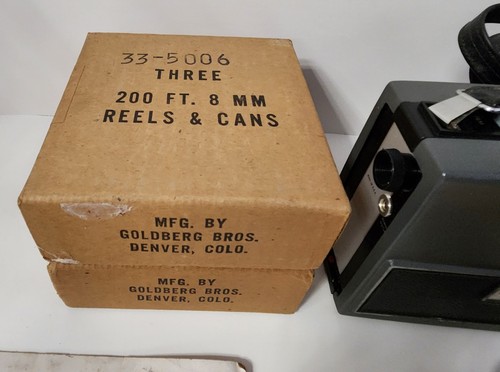 33-5006
THREE
200 FT. 8 MM
REELS & CANS
MFG. BY
GOLDBERG BROS.
DENVER, COLO.
MFG. BY
GOLDBERG BROS.
DENVER, COLO.